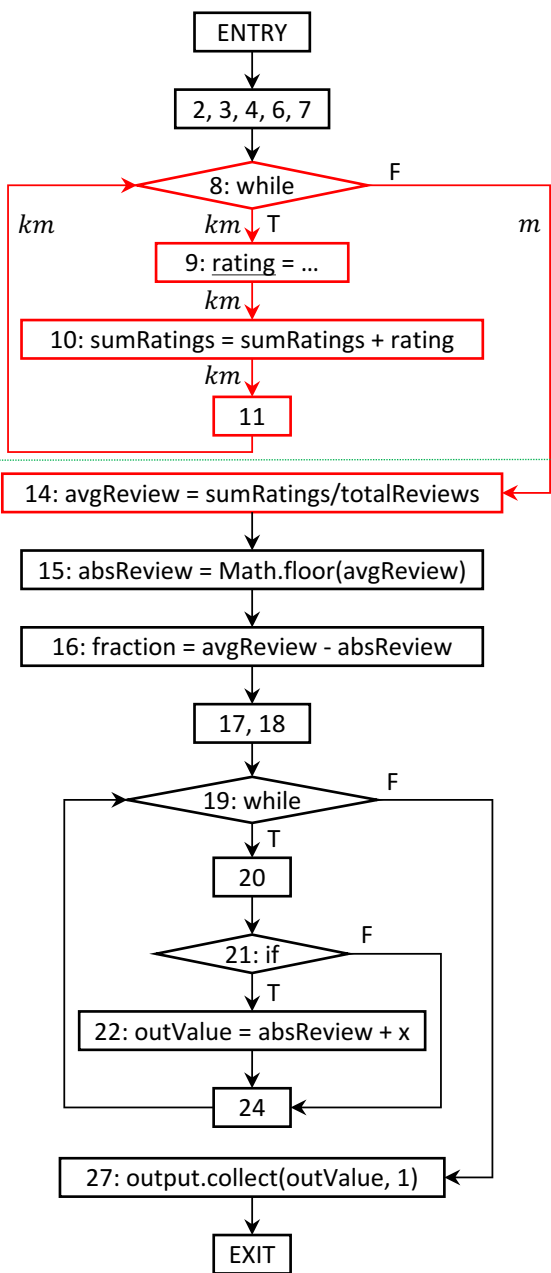 ENTRY
2, 3, 4, 6, 7
8: while
F
km
km T
m
9: rating = ...
km
10: sumRatings = sumRatings + rating
km
11
14: avgReview = sumRatings/totalReviews
15: absReview = Math.floor(avgReview)
16: fraction = avgReview - absReview
17, 18
19: while
F
T
20
21: if
F
T
22: outValue = absReview + x
24
27: output.collect(outValue, 1)
EXIT